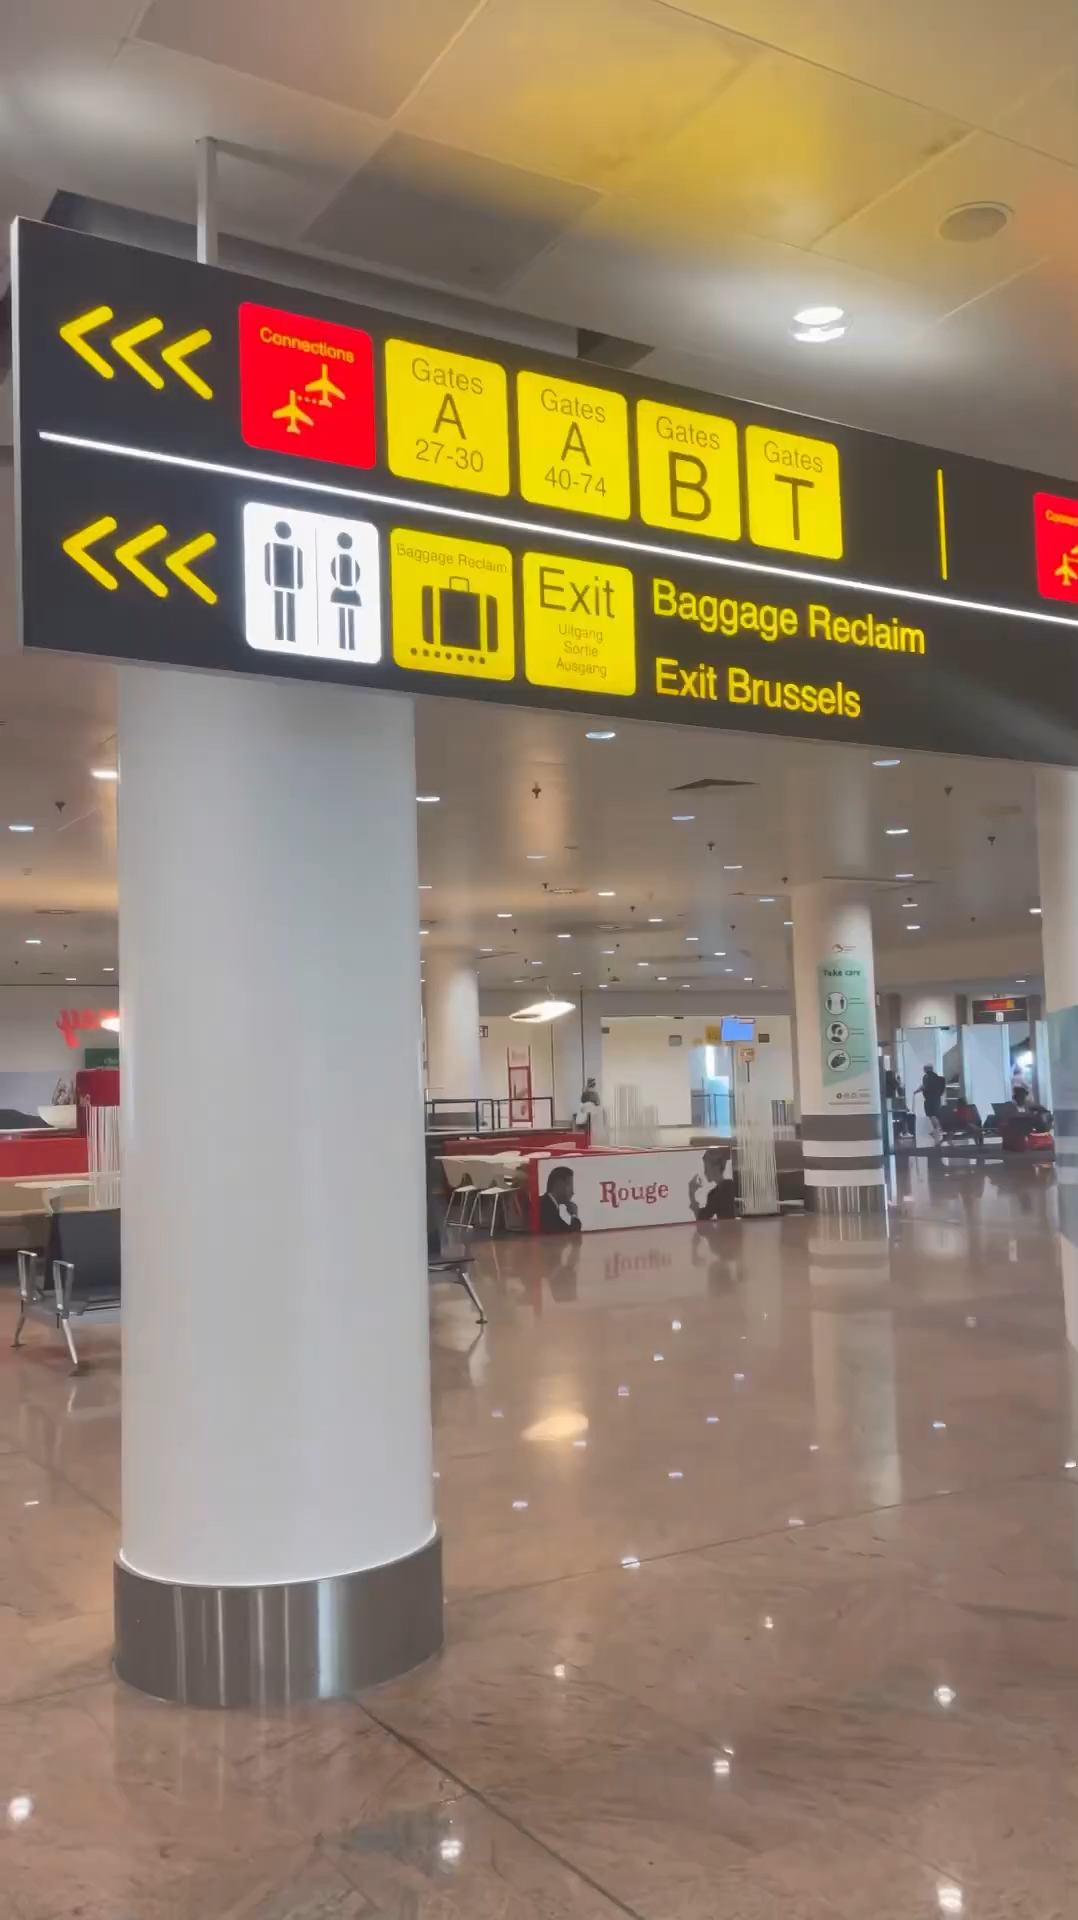 Connections
Gates
A
27-30
Gates
A
40-74
Gates
B
Gates
T
Baggage Reclaim
Exit
Uitgang
Sortie
Ausgang
Baggage Reclaim
Exit Brussels
Take care
Rouge